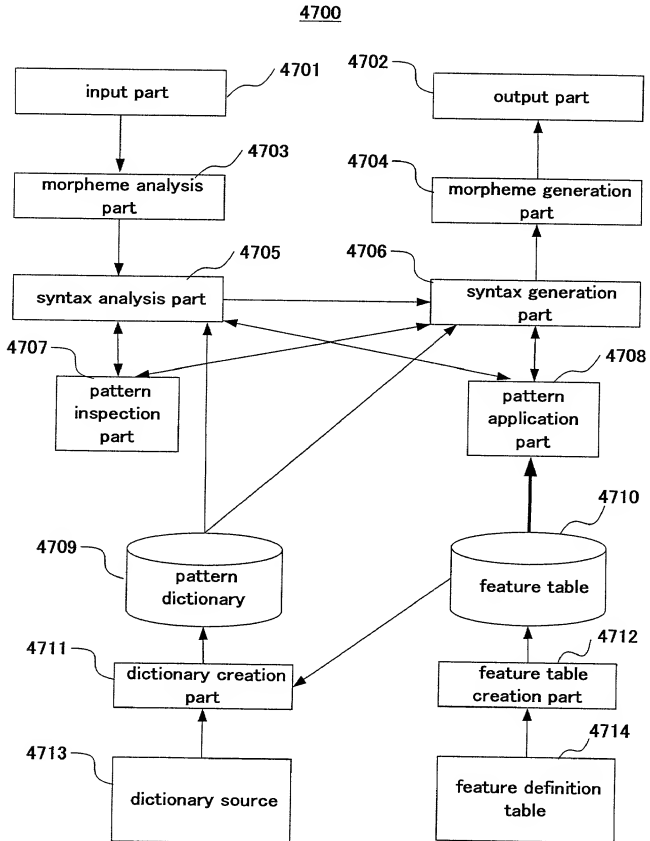 4700
4701
input part
4702
output part
4703
morpheme analysis
part
4704
morpheme generation
part
4705
syntax analysis part
4706
syntax generation
part
4707
pattern
inspection
part
4708
pattern
application
part
4709
pattern
dictionary
4710
feature table
4711
dictionary creation
part
4712
feature table
creation part
4713
dictionary source
4714
feature definition
table